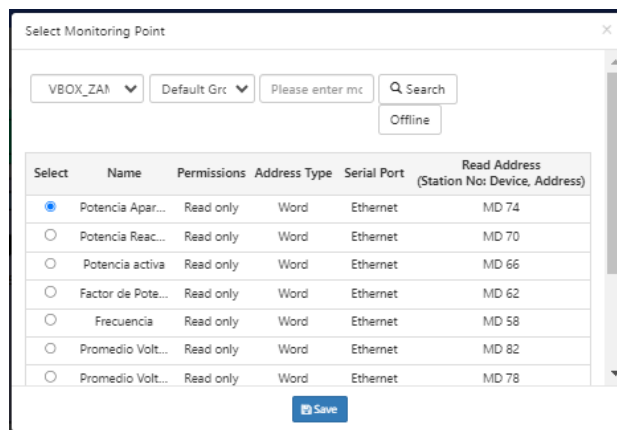 Select Monitoring Point
VBOX_ZAN Default Grc Please enter mc Search
Offline
Select Name Permissions Address Type Serial Port Read Address
(Station No: Device, Address)
Potencia Apar... Read only Word Ethernet MD 74
Potencia Reac... Read only Word Ethernet MD 70
Potencia activa Read only Word Ethernet MD 66
Factor de Pote... Read only Word Ethernet MD 62
Frecuencia Read only Word Ethernet MD 58
Promedio Volt... Read only Word Ethernet MD 82
Promedio Volt... Read only Word Ethernet MD 78
Save